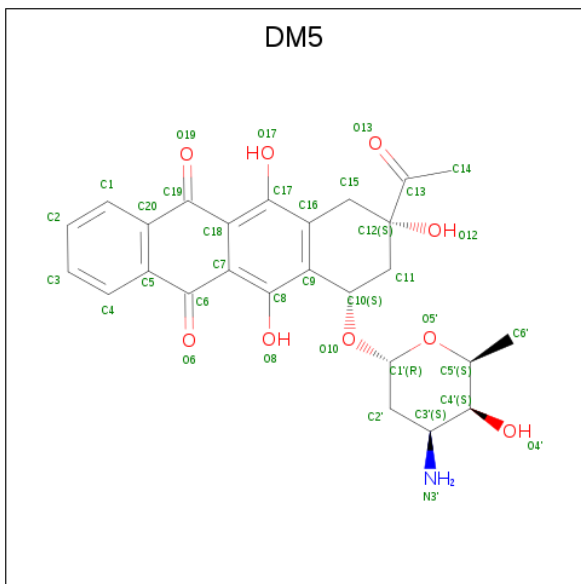 DM5
O19
O17
O
HO
O13
O
C1
C19
C17
C15
C14
C20
C16
C13
C2
C18
C12(S)
OH
O12
C3
C7
C9
C11
C5
C8
C4
C6
C10(S)
O
OH
O
O5'
C6'
O6
O8
O10
O
C1'(R)
C5'(S)
C4'(S)
C2'
C3'(S)
OH
O4'
NH2
N3'